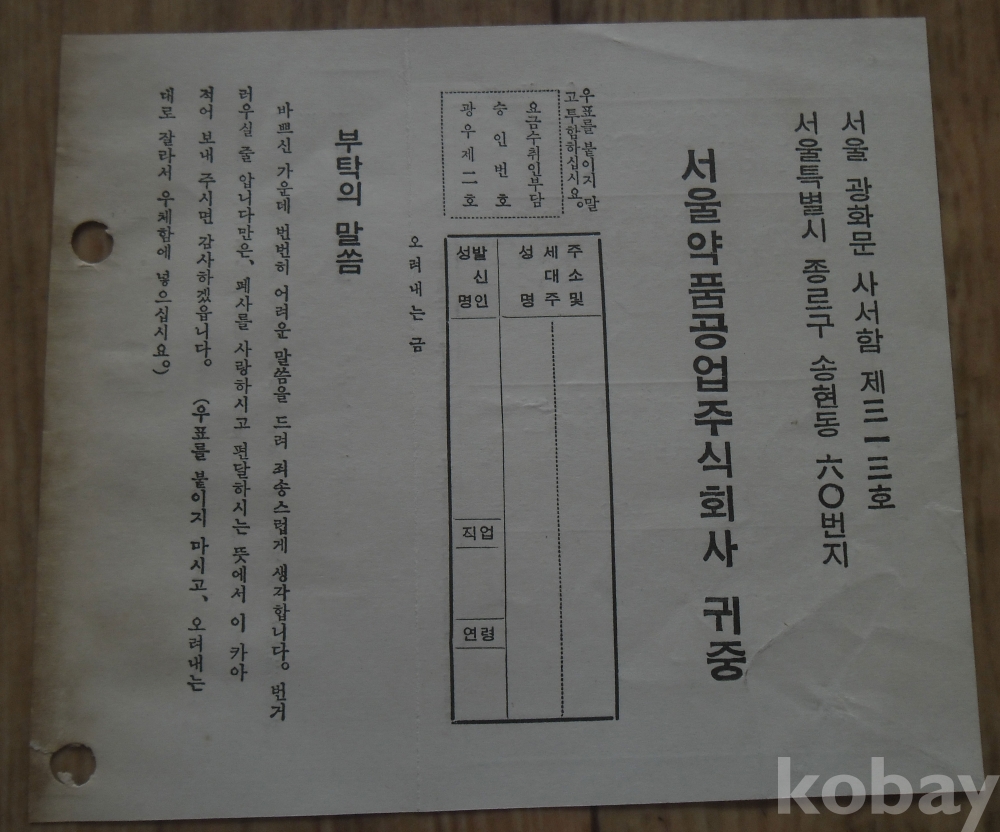 서울 광화문 사서함 제三一三호
서울특별시 종로구 송현동 六〇번지
서울약품공업주식회사 귀중
우표를 붙이지 말
고 투합하십시요。
요금수취인부담
승인번호
광우제二호
주소및
세대주
성명
발신인
성명
직업
연령
오려내는 금
부탁의 말씀
바쁘신 가운데 번번히 어려운 말씀을 드려 죄송스럽게 생각합니다。 번거
러우실 줄 압니다만은、 폐사를 사랑하시고 편달하시는 뜻에서 이 카아
적어 보내 주시면 감사하겠읍니다。 (우표를 붙이지 마시고、 오려내는
대로 잘라서 우체함에 넣으십시요。)
kobay